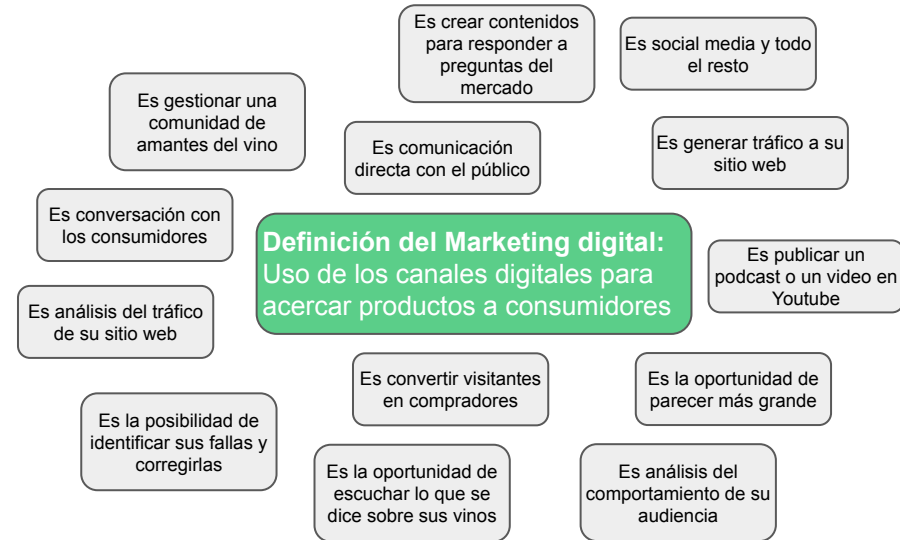 Es crear contenidos
para responder a
preguntas del
mercado
Es social media y todo
el resto
Es gestionar una
comunidad de
amantes del vino
Es comunicación
directa con el público
Es generar tráfico a su
sitio web
Es conversación con
los consumidores
Definición del Marketing digital:
Uso de los canales digitales para
acercar productos a consumidores
Es publicar un
podcast o un video en
Youtube
Es análisis del tráfico
de su sitio web
Es convertir visitantes
en compradores
Es la oportunidad de
parecer más grande
Es la posibilidad de
identificar sus fallas y
corregirlas
Es la oportunidad de
escuchar lo que se
dice sobre sus vinos
Es análisis del
comportamiento de su
audiencia